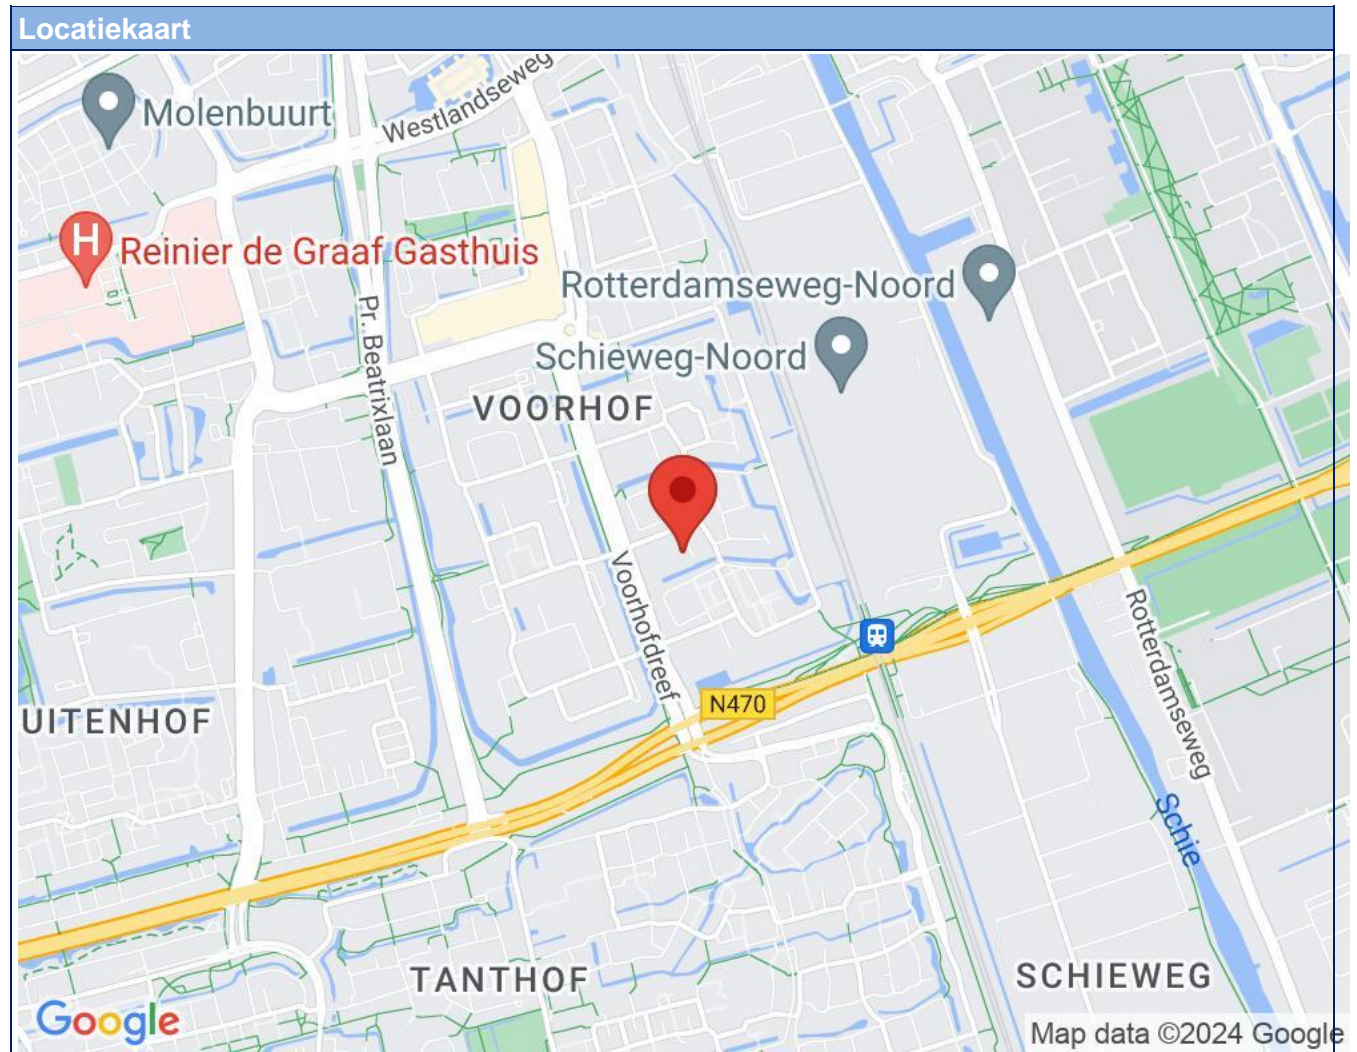 Locatiekaart
Molenbuurt
Westlandseweg
Reinier de Graaf Gasthuis
Rotterdamseweg-Noord
Pr. Beatrixlaan
Schieweg-Noord
VOORHOF
Voorhofdreef
Rotterdamseweg
N470
UITENHOF
Schie
TANTHOF
SCHIEWEG
Google
Map data ©2024 Google
H